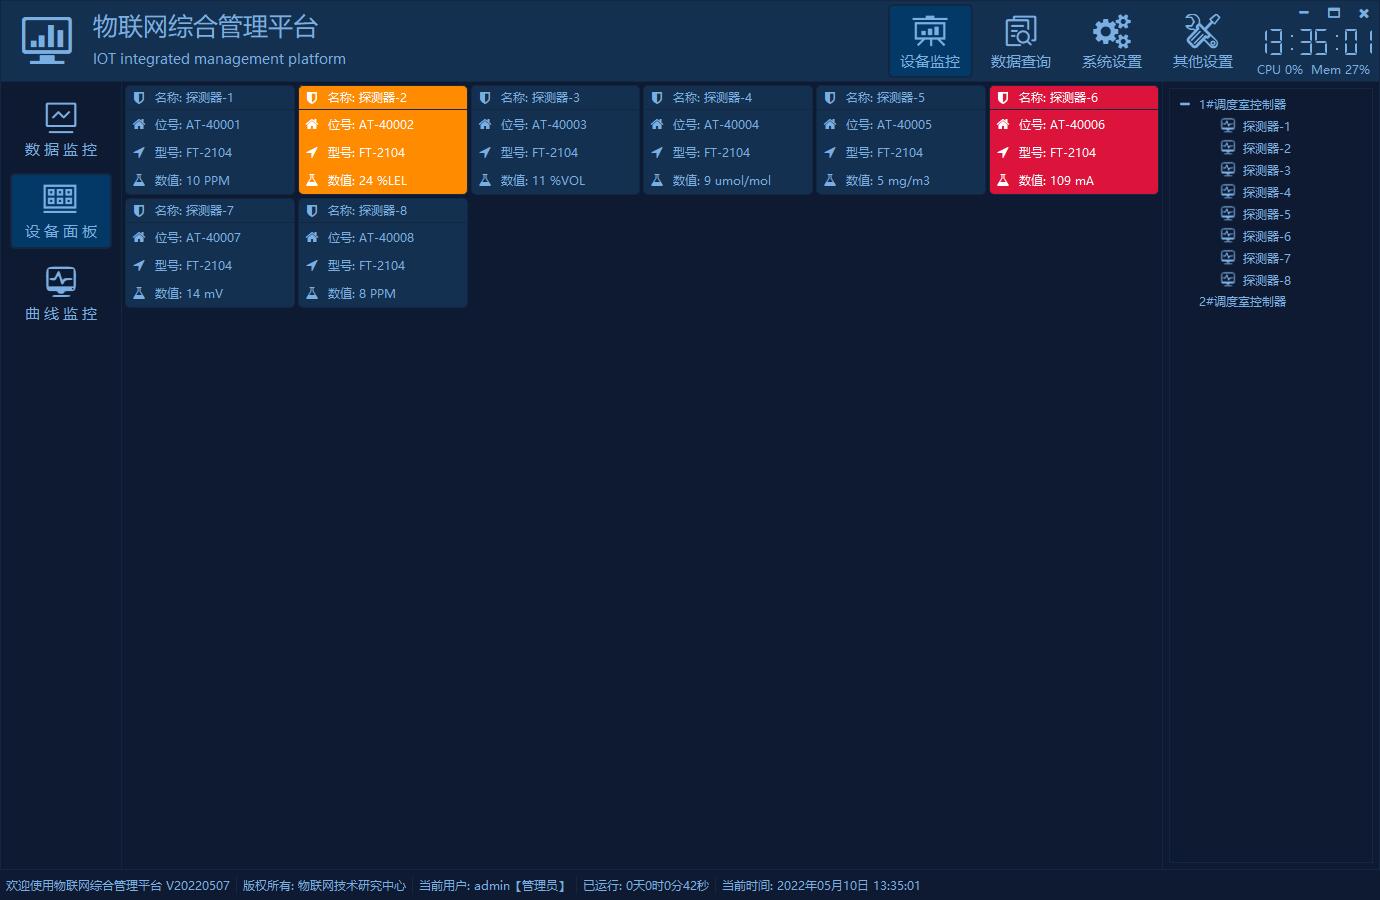 物联网综合管理平台
IOT integrated management platform
设备监控
数据查询
系统设置
其他设置
13:35:01
CPU 0% Mem 27%
数据监控
设备面板
曲线监控
名称: 探测器-1
位号: AT-40001
型号: FT-2104
数值: 10 PPM
名称: 探测器-2
位号: AT-40002
型号: FT-2104
数值: 24 %LEL
名称: 探测器-3
位号: AT-40003
型号: FT-2104
数值: 11 %VOL
名称: 探测器-4
位号: AT-40004
型号: FT-2104
数值: 9 umol/mol
名称: 探测器-5
位号: AT-40005
型号: FT-2104
数值: 5 mg/m3
名称: 探测器-6
位号: AT-40006
型号: FT-2104
数值: 109 mA
名称: 探测器-7
位号: AT-40007
型号: FT-2104
数值: 14 mV
名称: 探测器-8
位号: AT-40008
型号: FT-2104
数值: 8 PPM
1#调度室控制器
探测器-1
探测器-2
探测器-3
探测器-4
探测器-5
探测器-6
探测器-7
探测器-8
2#调度室控制器
欢迎使用物联网综合管理平台 V20220507
版权所有: 物联网技术研究中心
当前用户: admin【管理员】
已运行: 0天0时0分42秒
当前时间: 2022年05月10日 13:35:01